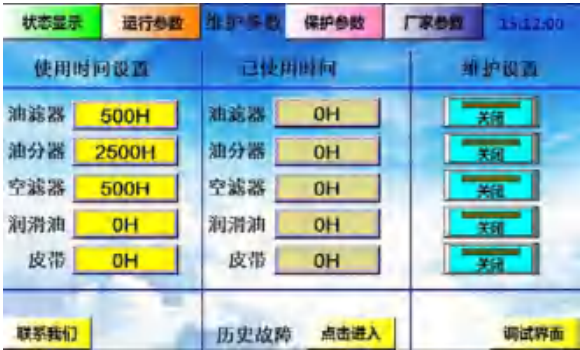 状态显示 运行参数 维护参数 保护参数 厂家参数 15:12:00
使用时间设置 已使用时间 维护设置
油滤器 500H 油滤器 0H 关闭
油分器 2500H 油分器 0H 关闭
空滤器 500H 空滤器 0H 关闭
润滑油 0H 润滑油 0H 关闭
皮带 0H 皮带 0H 关闭
联系我们 历史故障 点击进入 调试界面